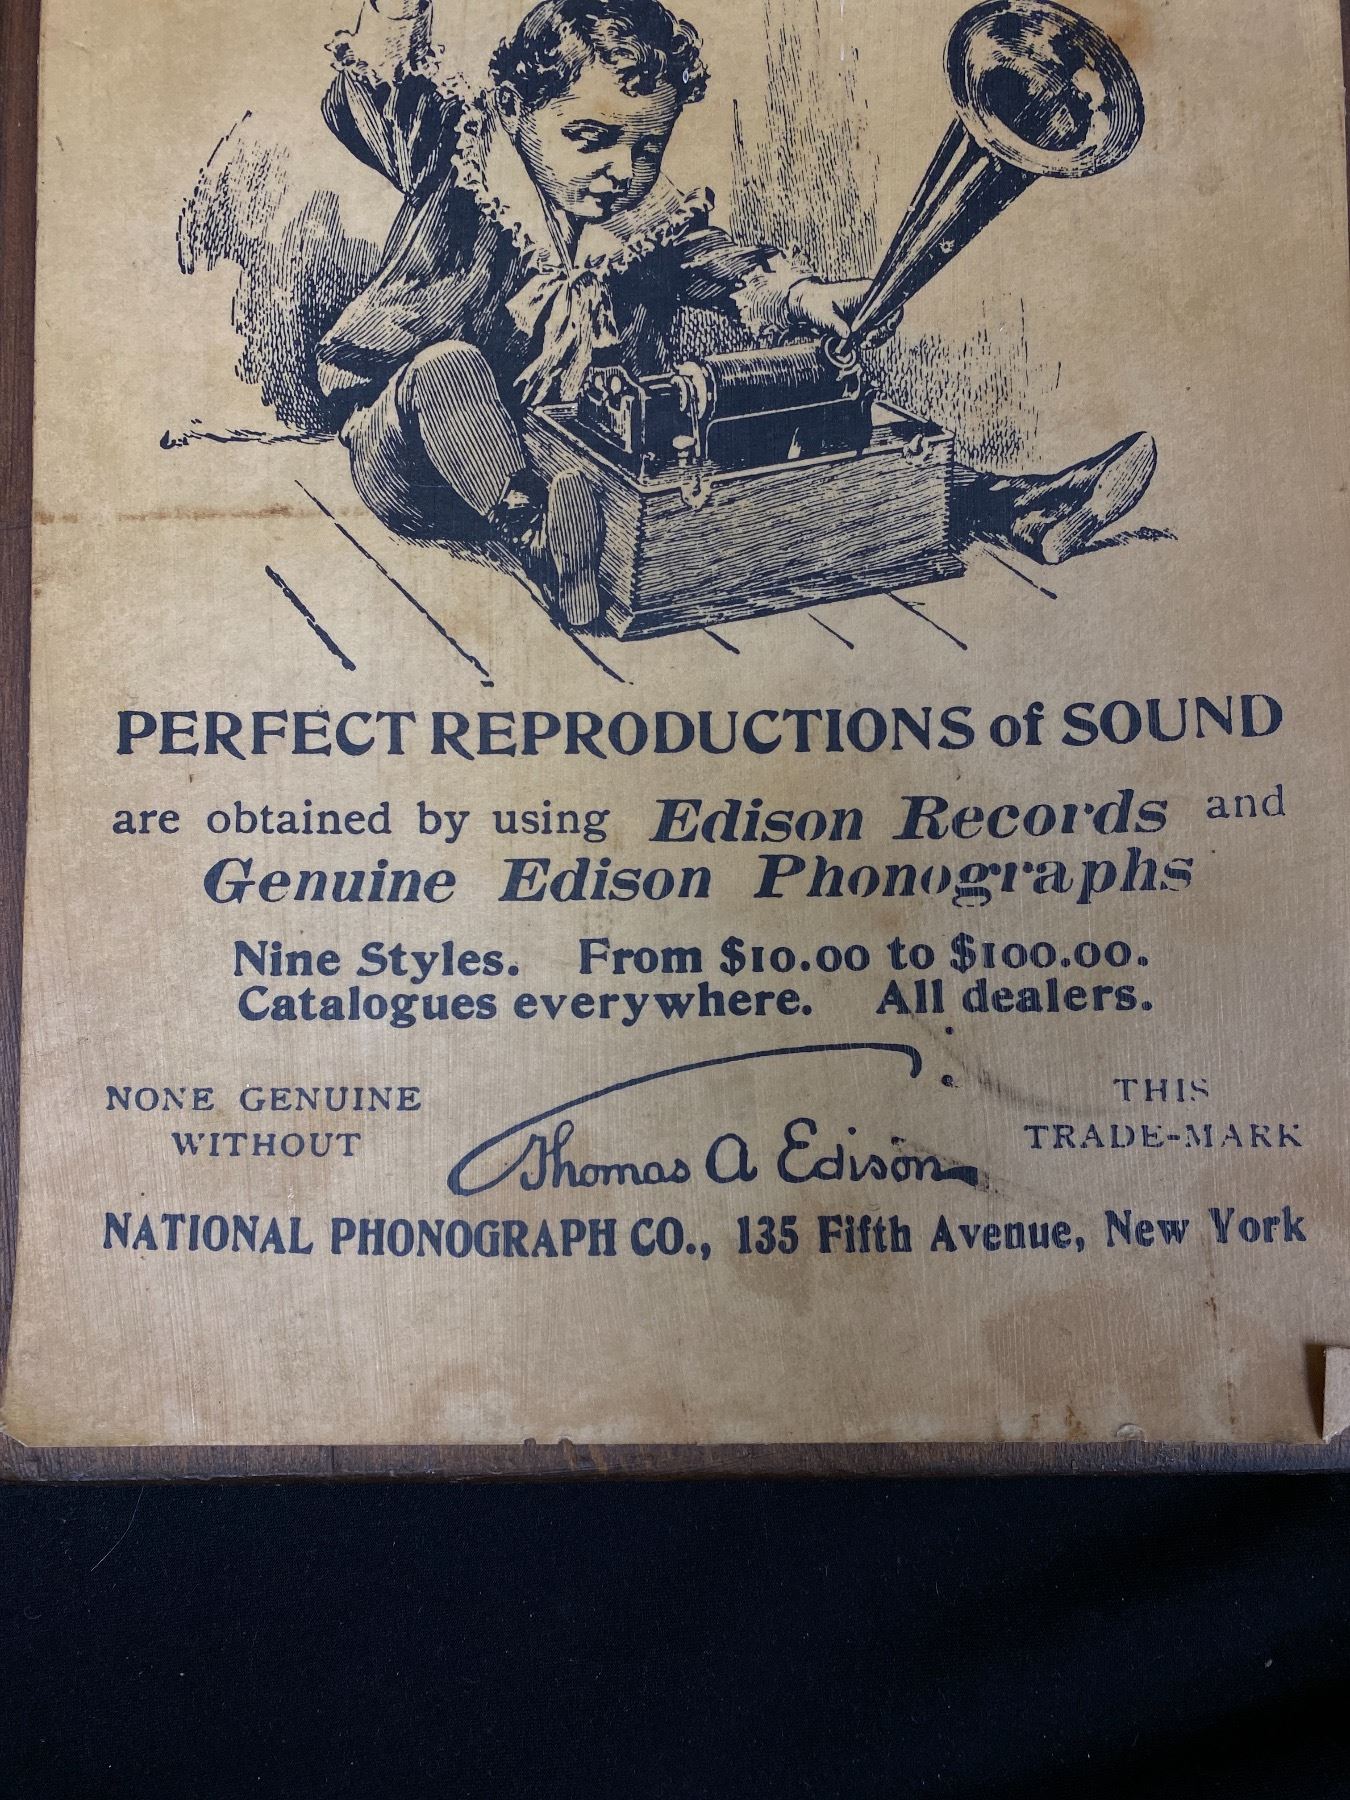 PERFECT REPRODUCTIONS of SOUND
are obtained by using Edison Records and
Genuine Edison Phonographs
Nine Styles. From $10.00 to $100.00.
Catalogues everywhere. All dealers.
NONE GENUINE
WITHOUT
Thomas A Edison
THIS
TRADE-MARK
NATIONAL PHONOGRAPH CO., 135 Fifth Avenue, New York